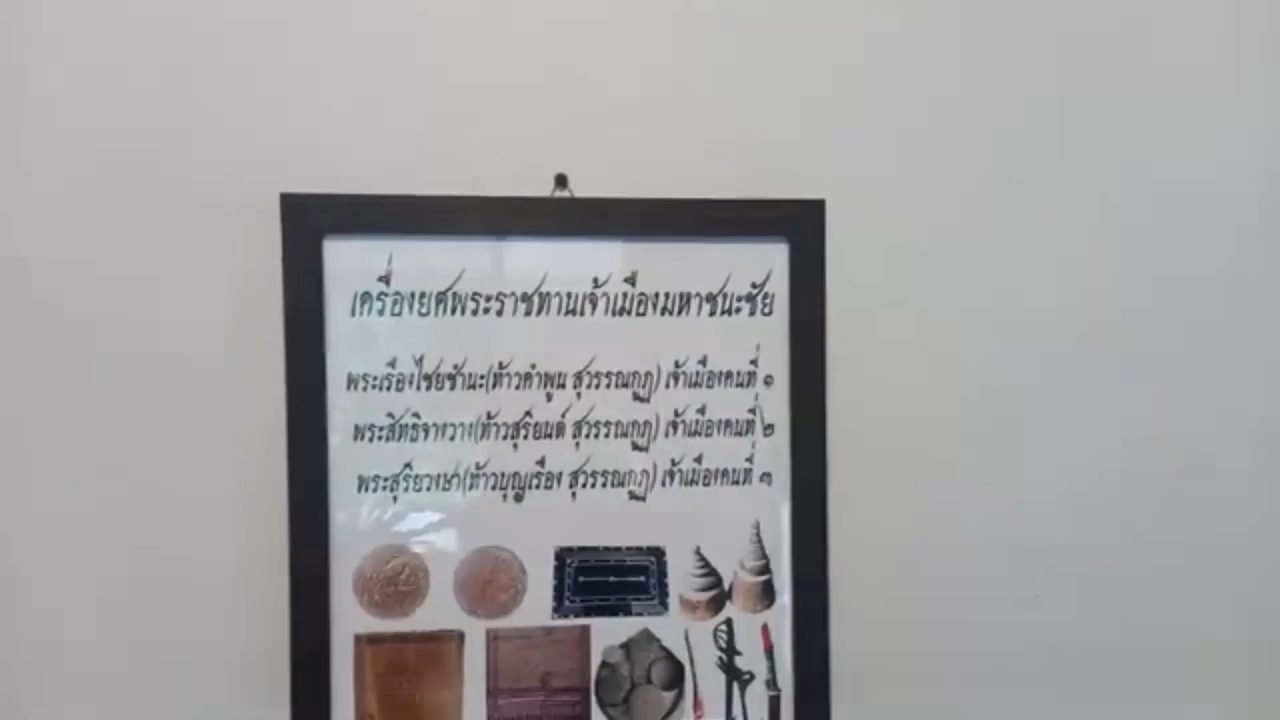 เครื่องยศพระราชทานเจ้าเมืองมหาชนะชัย
พระเรืองไชยชำนะ(ท้าวคำพูน สุวรรณกูฏ) เจ้าเมืองคนที่ ๑
พระสิทธิจางวาง(ท้าวสุริยนต์ สุวรรณกูฏ) เจ้าเมืองคนที่ ๒
พระสุริยวงษา(ท้าวบุญเรือง สุวรรณกูฏ) เจ้าเมืองคนที่ ๓